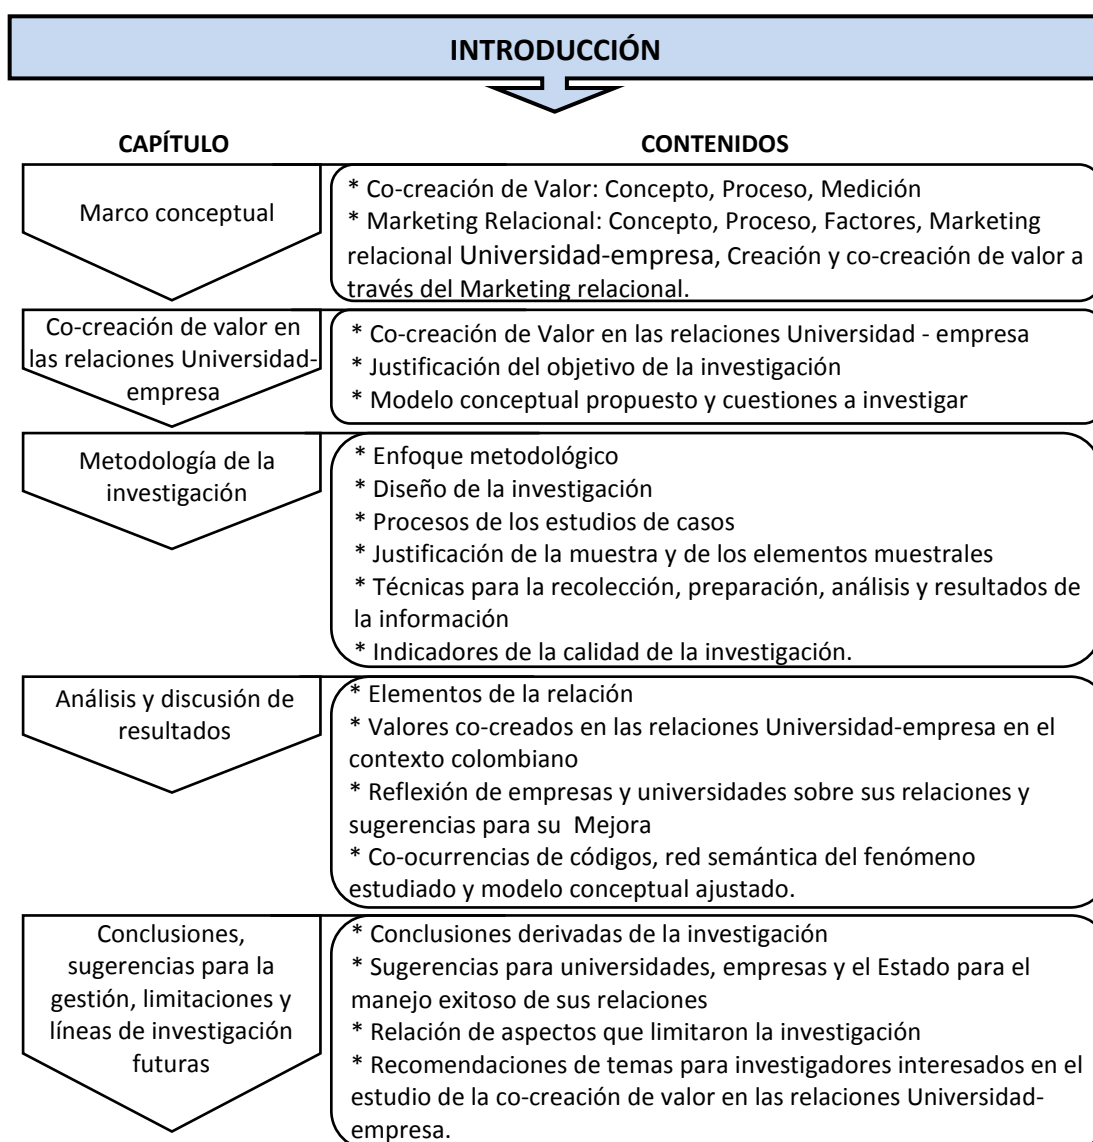 INTRODUCCIÓN
CAPÍTULO
CONTENIDOS
Marco conceptual
* Co-creación de Valor: Concepto, Proceso, Medición
* Marketing Relacional: Concepto, Proceso, Factores, Marketing
relacional Universidad-empresa, Creación y co-creación de valor a
través del Marketing relacional.
Co-creación de valor en
las relaciones Universidad-
empresa
* Co-creación de Valor en las relaciones Universidad - empresa
* Justificación del objetivo de la investigación
* Modelo conceptual propuesto y cuestiones a investigar
Metodología de la
investigación
* Enfoque metodológico
* Diseño de la investigación
* Procesos de los estudios de casos
* Justificación de la muestra y de los elementos muestrales
* Técnicas para la recolección, preparación, análisis y resultados de
la información
* Indicadores de la calidad de la investigación.
Análisis y discusión de
resultados
* Elementos de la relación
* Valores co-creados en las relaciones Universidad-empresa en el
contexto colombiano
* Reflexión de empresas y universidades sobre sus relaciones y
sugerencias para su Mejora
* Co-ocurrencias de códigos, red semántica del fenómeno
estudiado y modelo conceptual ajustado.
Conclusiones,
sugerencias para la
gestión, limitaciones y
líneas de investigación
futuras
* Conclusiones derivadas de la investigación
* Sugerencias para universidades, empresas y el Estado para el
manejo exitoso de sus relaciones
* Relación de aspectos que limitaron la investigación
* Recomendaciones de temas para investigadores interesados en el
estudio de la co-creación de valor en las relaciones Universidad-
empresa.